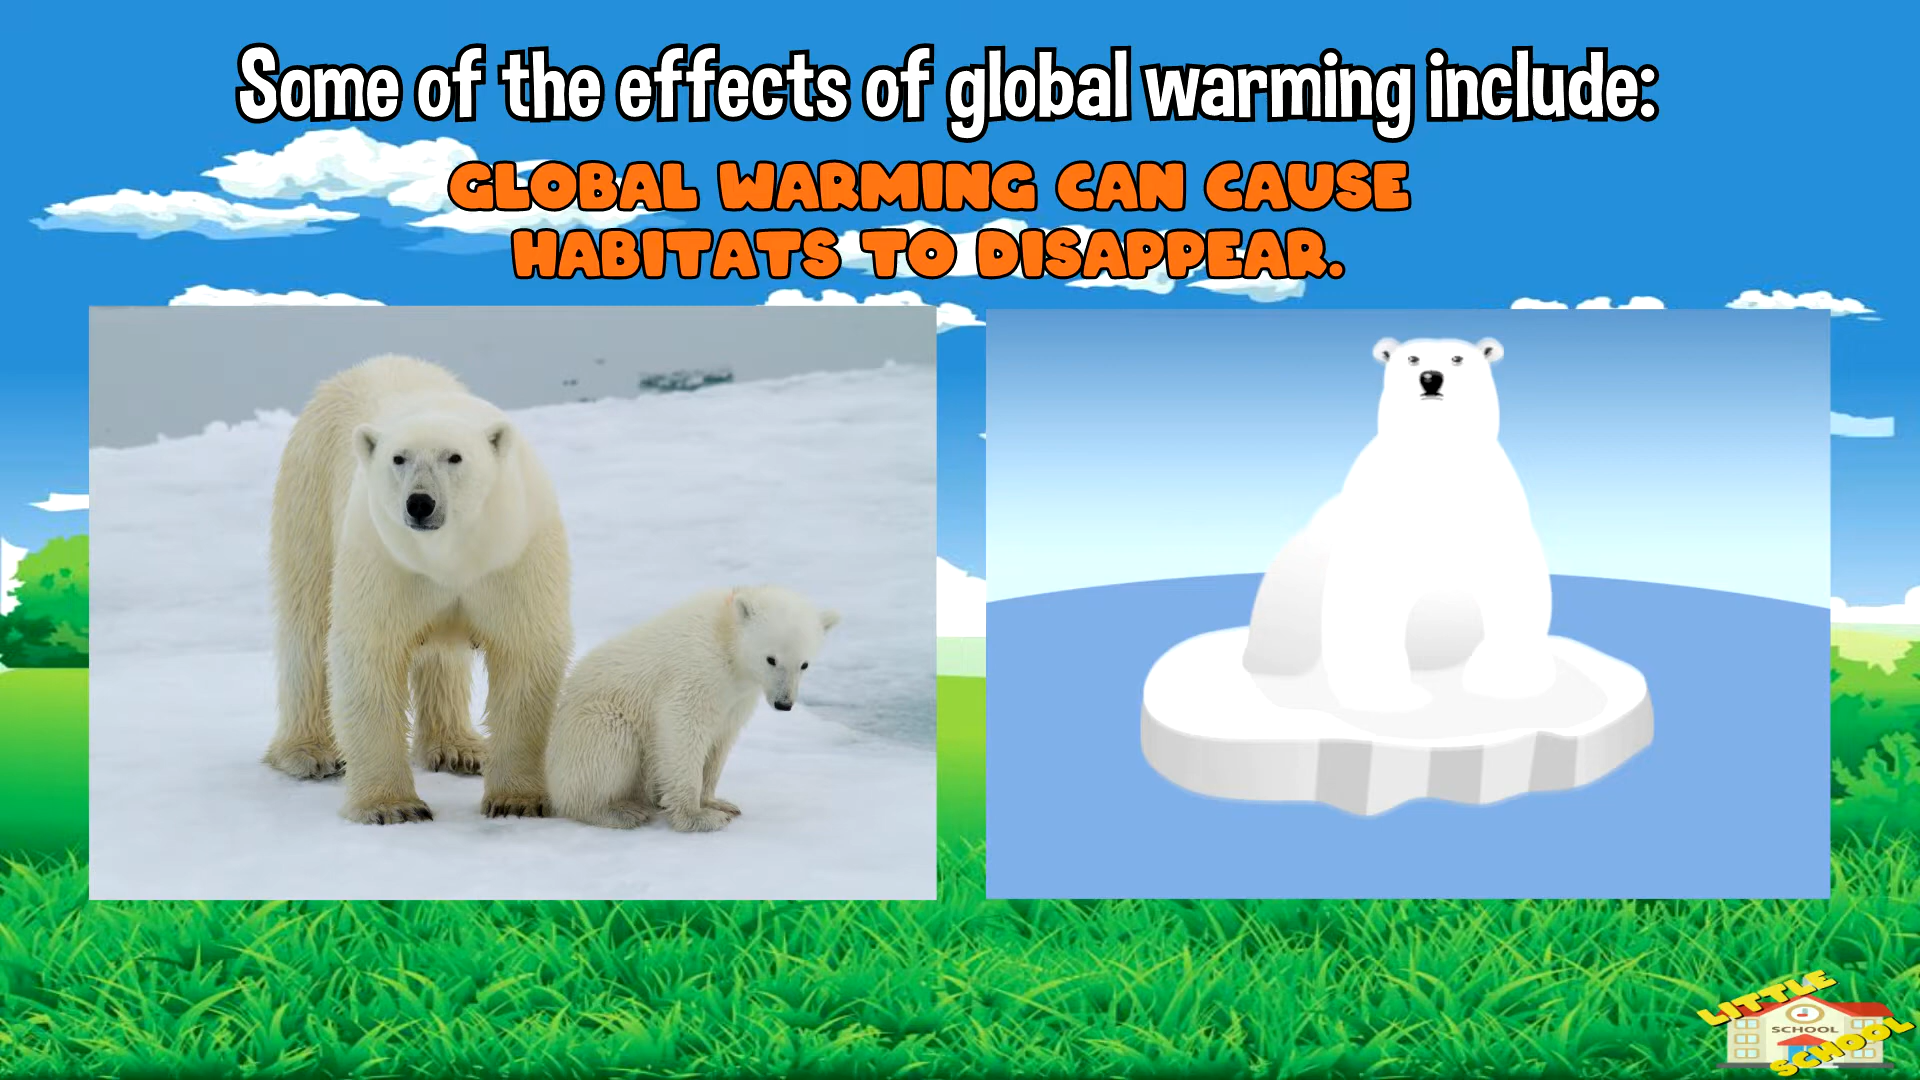 Some of the effects of global warming include:
GLOBAL WARMING CAN CAUSE
HABITATS TO DISAPPEAR.
LITTLE
SCHOOL
SCHOOL